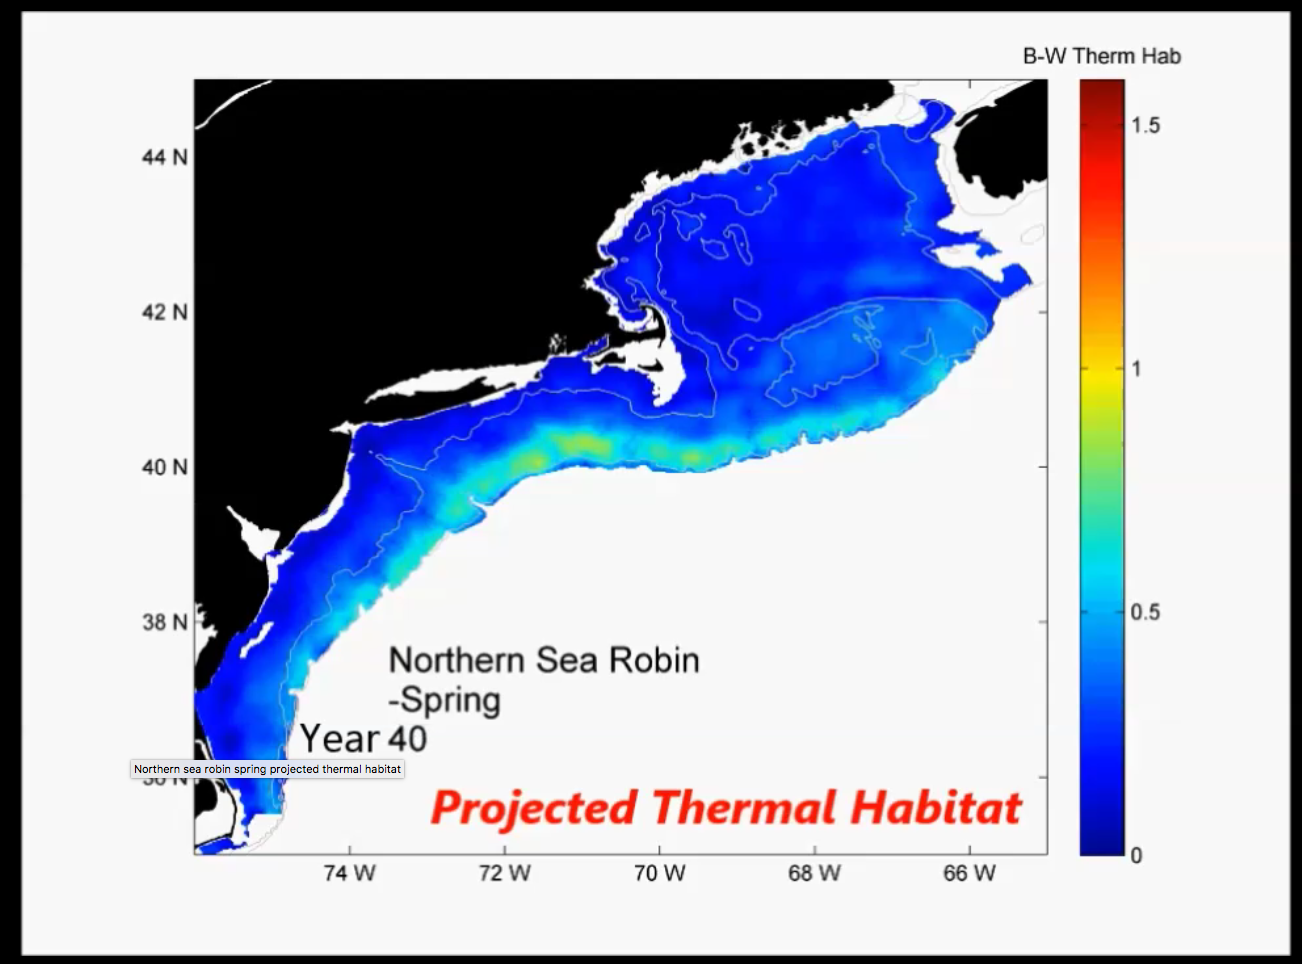 B-W Therm Hab
1.5
44 N
1
42 N
40 N
0.5
38 N
Northern Sea Robin
-Spring
Year 40
Northern sea robin spring projected thermal habitat
36 N
Projected Thermal Habitat
0
74 W 72 W 70 W 68 W 66 W